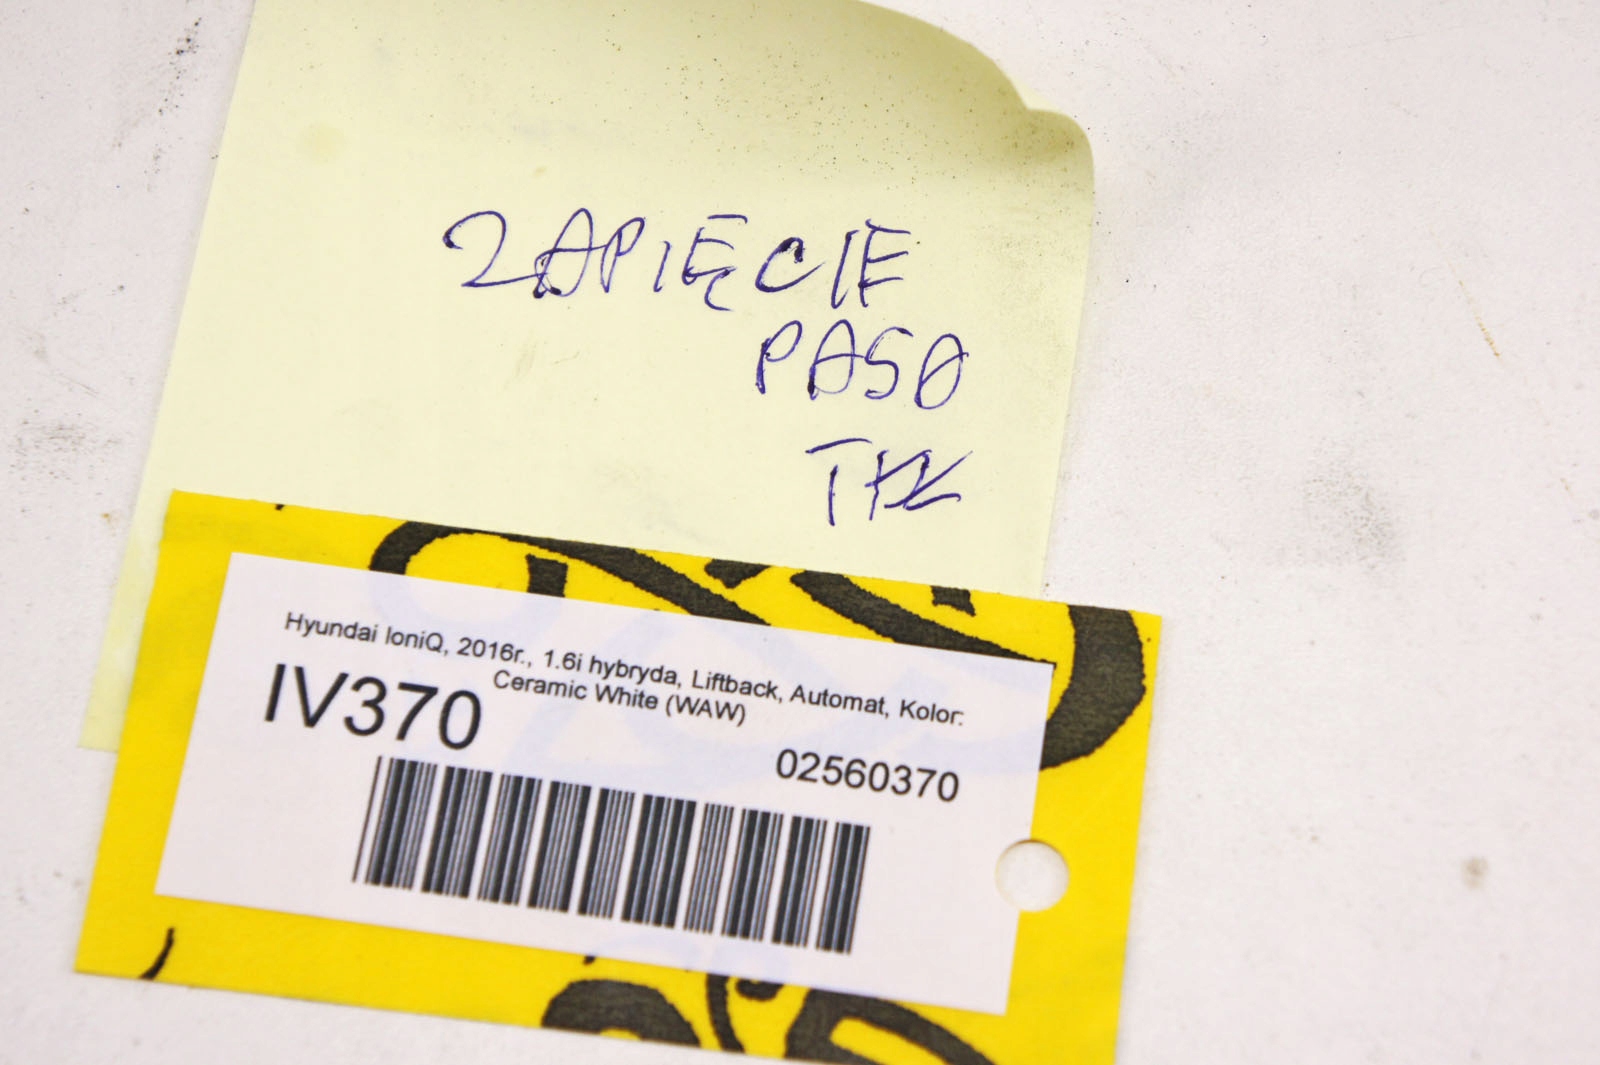 ZAPIĘCIE
PASA
TYŁ
Hyundai IoniQ, 2016r., 1.6i hybryda, Liftback, Automat, Kolor:
Ceramic White (WAW)
IV370
02560370